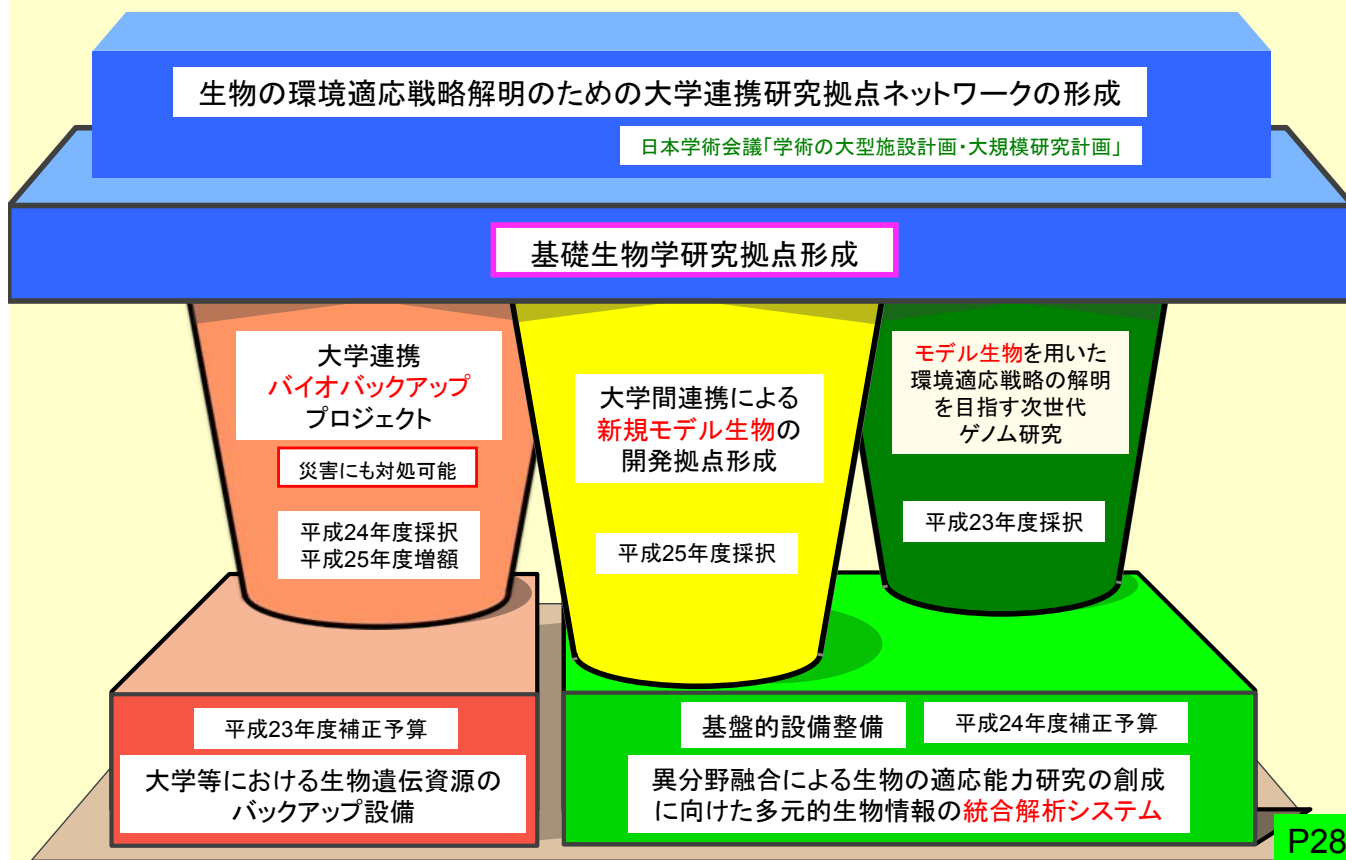 生物の環境適応戦略解明のための大学連携研究拠点ネットワークの形成
日本学術会議「学術の大型施設計画・大規模研究計画」
基礎生物学研究拠点形成
大学連携
バイオバックアップ
プロジェクト
災害にも対処可能
平成24年度採択
平成25年度増額
大学間連携による
新規モデル生物の
開発拠点形成
平成25年度採択
モデル生物を用いた
環境適応戦略の解明
を目指す次世代
ゲノム研究
平成23年度採択
平成23年度補正予算
大学等における生物遺伝資源の
バックアップ設備
基盤的設備整備
平成24年度補正予算
異分野融合による生物の適応能力研究の創成
に向けた多元的生物情報の統合解析システム
P28